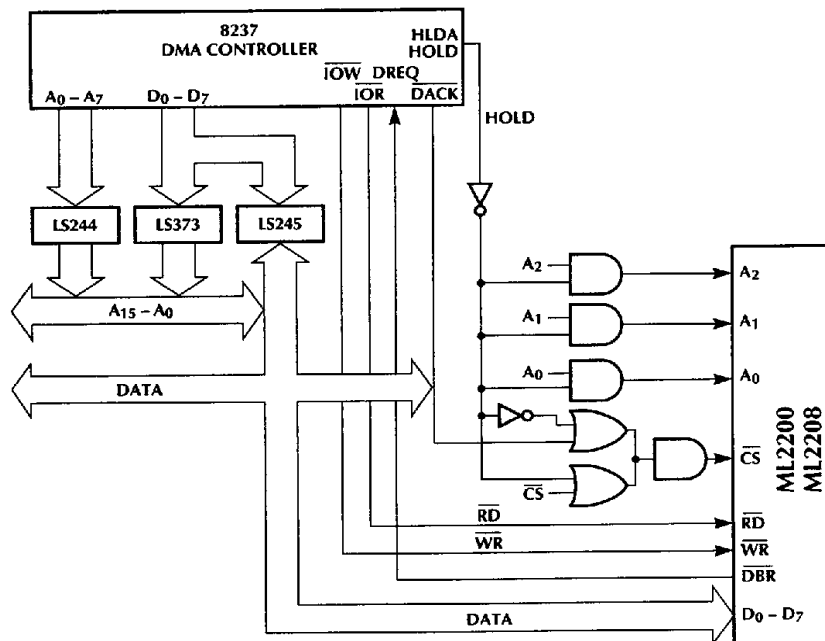 8237
DMA CONTROLLER
HLDA
HOLD
IOW DREQ
IOR DACK
A0 – A7 D0 – D7
HOLD
LS244 LS373 LS245
A15 – A0
DATA
A2 A2
A1 A1
A0 A0
CS CS
RD RD
WR WR
DBR
DATA D0 – D7
ML2200
ML2208